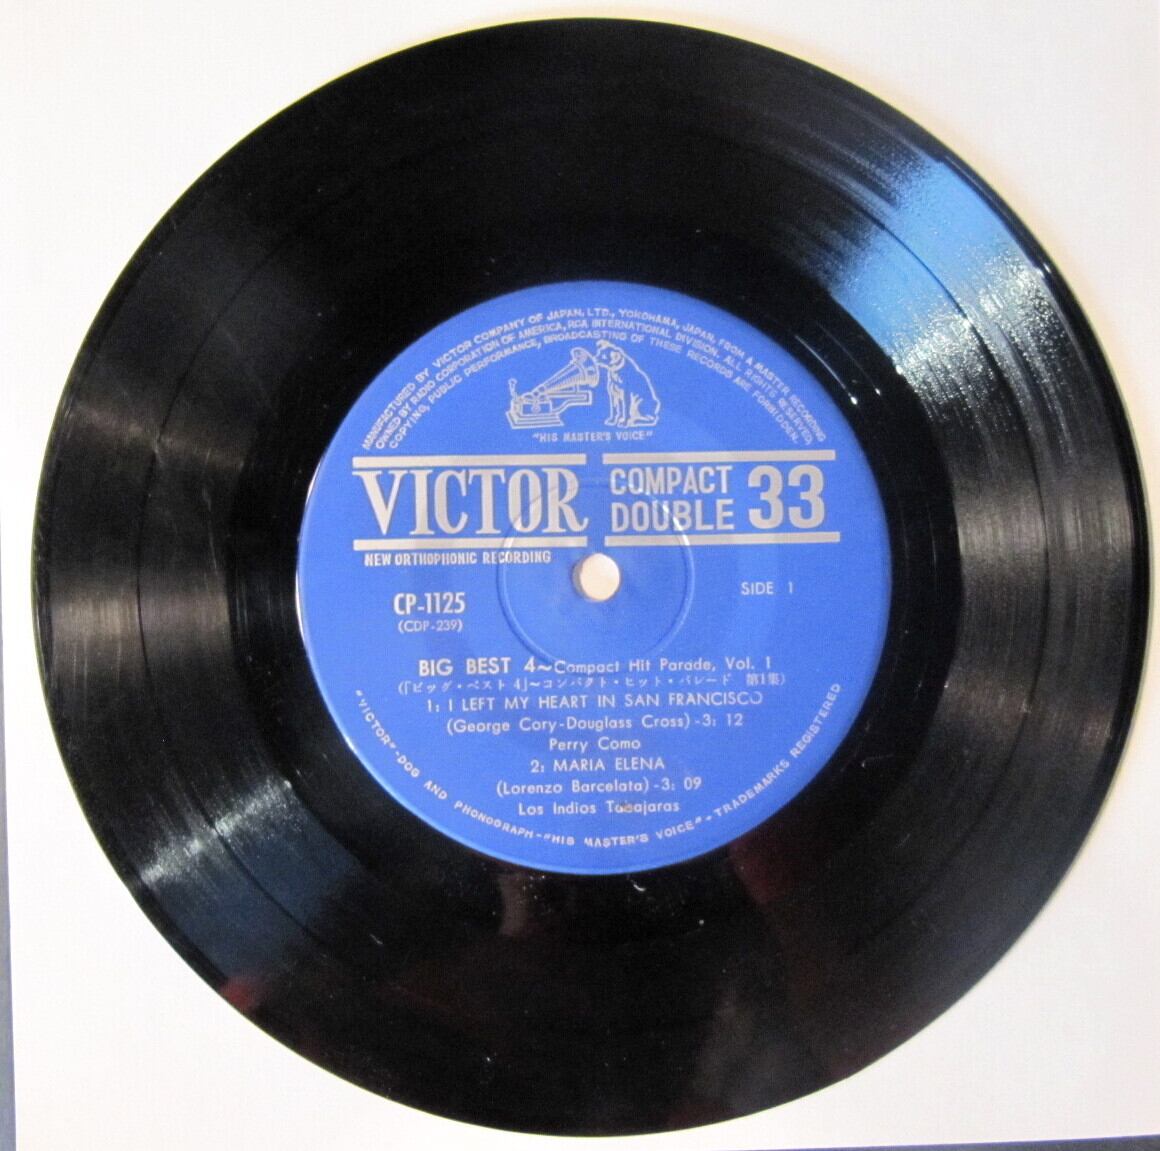 MANUFACTURED BY VICTOR COMPANY OF JAPAN, LTD., YOKOHAMA, JAPAN, FROM A MASTER RECORDING
OWNED BY RADIO CORPORATION OF AMERICA, RCA INTERNATIONAL DIVISION. ALL RIGHTS RESERVED
COPYING, PUBLIC PERFORMANCE, BROADCASTING OF THESE RECORDS ARE FORBIDDEN.
"HIS MASTER'S VOICE"
VICTOR COMPACT DOUBLE 33
NEW ORTHOPHONIC RECORDING
CP-1125
SIDE 1
(CDP-239)
BIG BEST 4~Compact Hit Parade, Vol. 1
(「ビッグ・ベスト 4」~コンパクト・ヒット・パレード 第1集)
1: I LEFT MY HEART IN SAN FRANCISCO
(George Cory-Douglass Cross)-3: 12
Perry Como
2: MARIA ELENA
(Lorenzo Barcelata)-3: 09
Los Indios Tabajaras
"VICTOR"-DOG AND PHONOGRAPH-"HIS MASTER'S VOICE"·TRADEMARKS REGISTERED